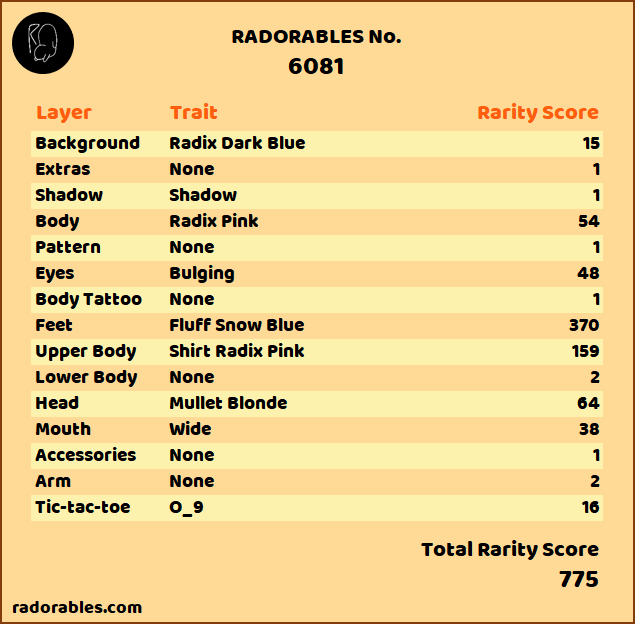 RADORABLES No.
6081
Layer Trait Rarity Score
Background Radix Dark Blue 15
Extras None 1
Shadow Shadow 1
Body Radix Pink 54
Pattern None 1
Eyes Bulging 48
Body Tattoo None 1
Feet Fluff Snow Blue 370
Upper Body Shirt Radix Pink 159
Lower Body None 2
Head Mullet Blonde 64
Mouth Wide 38
Accessories None 1
Arm None 2
Tic-tac-toe O_9 16
Total Rarity Score
775
radorables.com